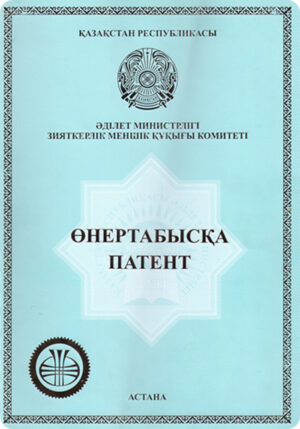 ҚАЗАҚСТАН РЕСПУБЛИКАСЫ
ӘДІЛЕТ МИНИСТРЛІГІ
ЗИЯТКЕРЛІК МЕНШІК ҚҰҚЫҒЫ КОМИТЕТІ
ӨНЕРТАБЫСҚА
ПАТЕНТ
АСТАНА